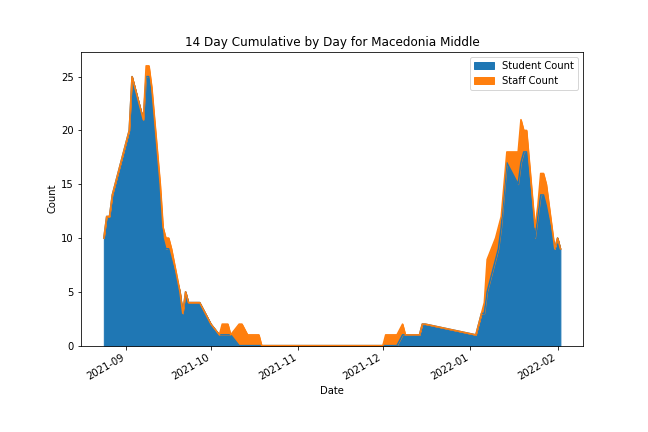 14 Day Cumulative by Day for Macedonia Middle
Student Count
Staff Count
Count
25
20
15
10
5
0
2021-09
2021-10
2021-11
2021-12
2022-01
2022-02
Date